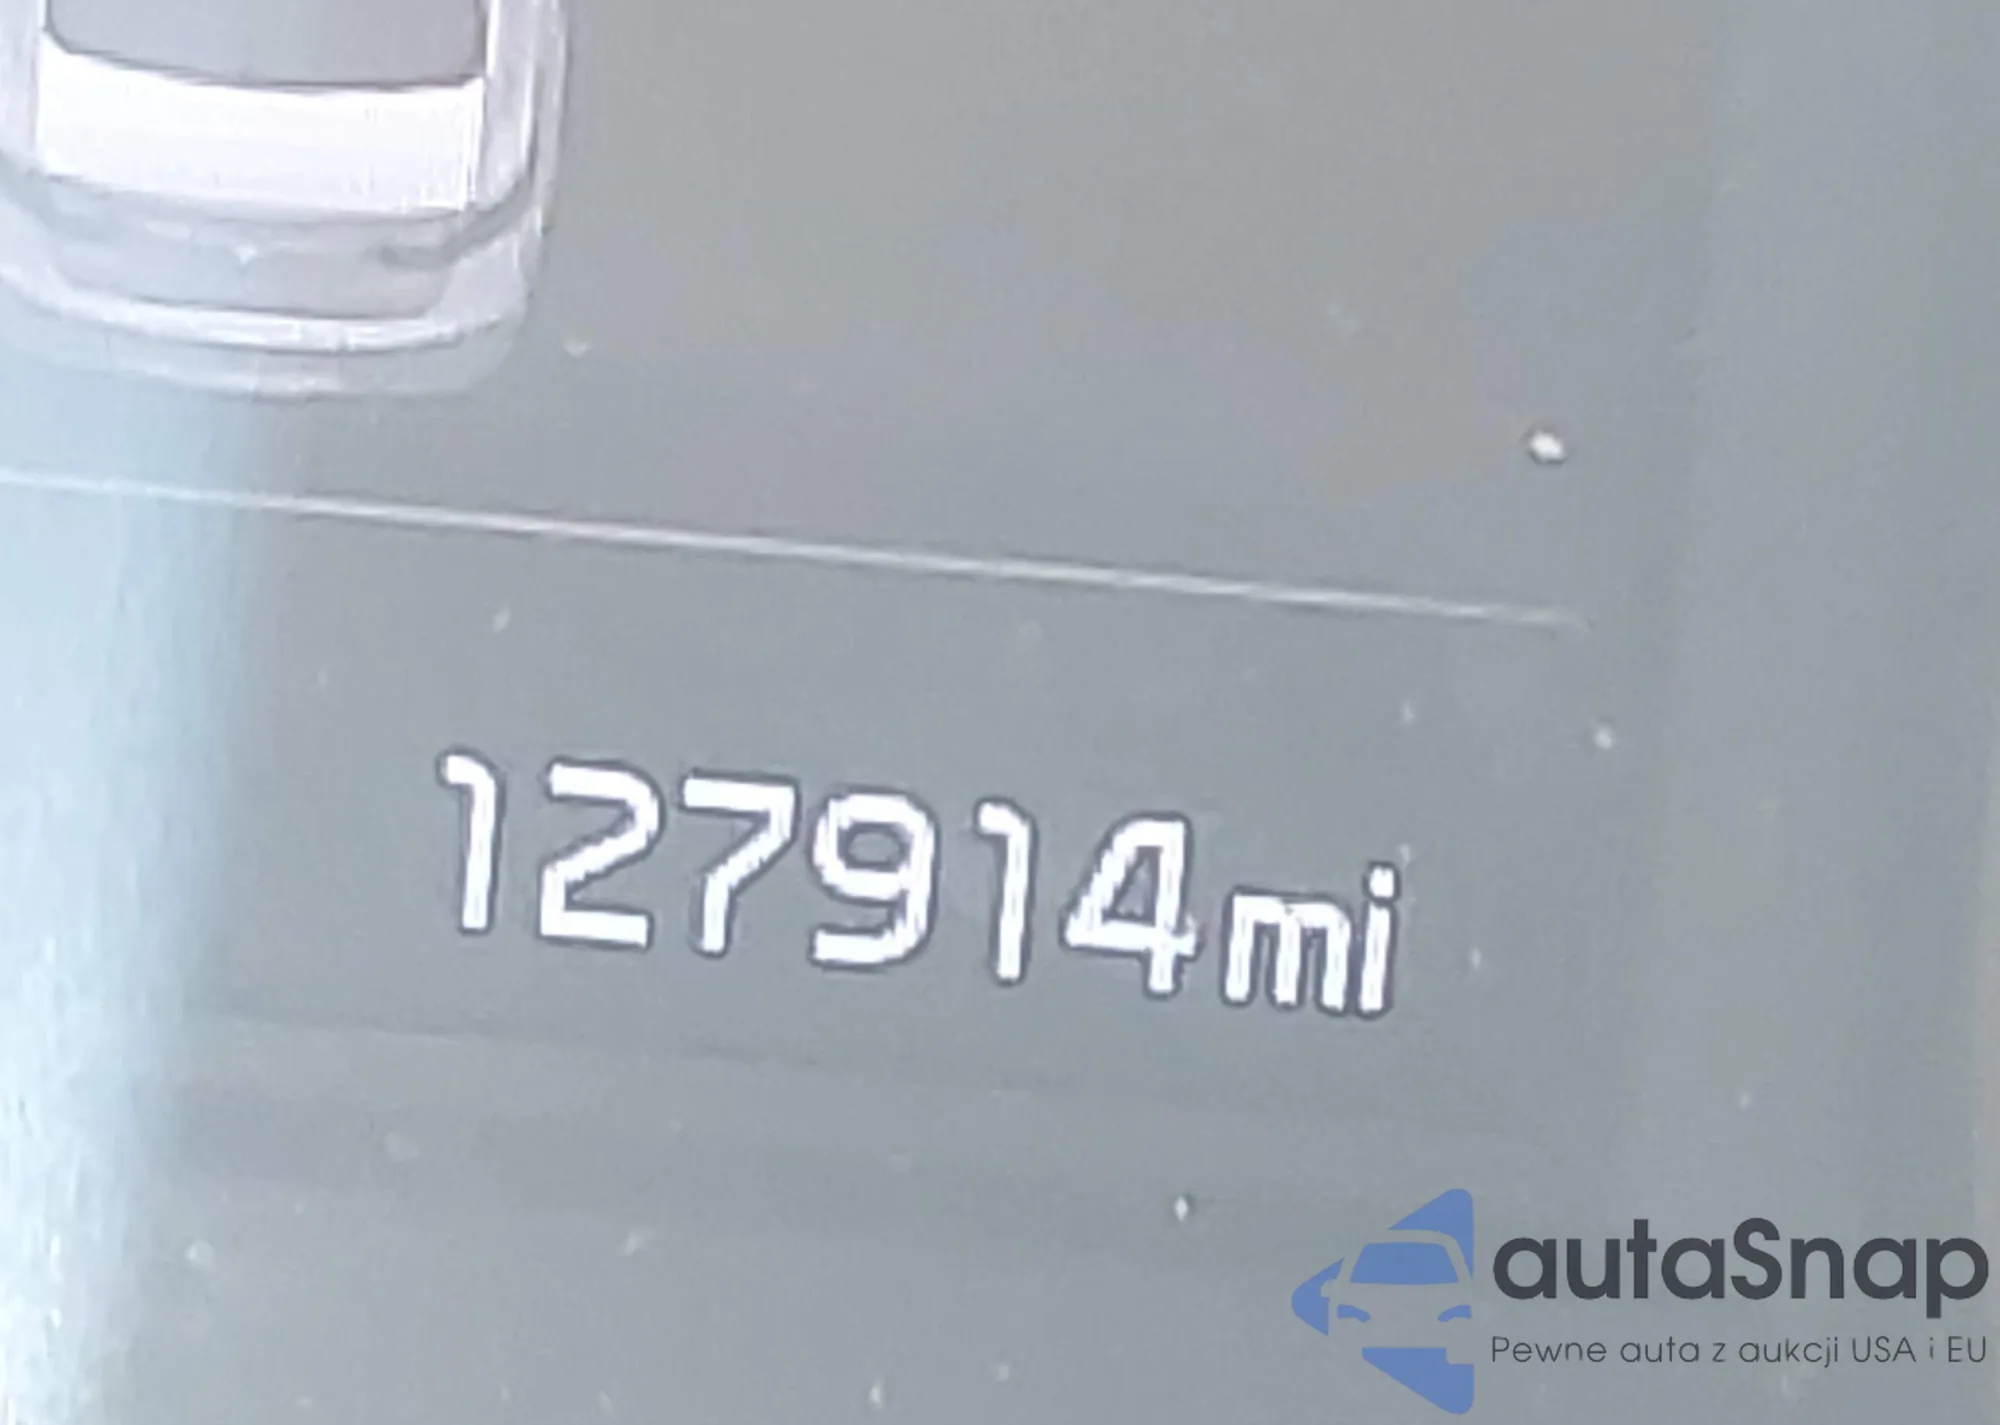 127914mi
autaSnap
Pewne auta z aukcji USA i EU